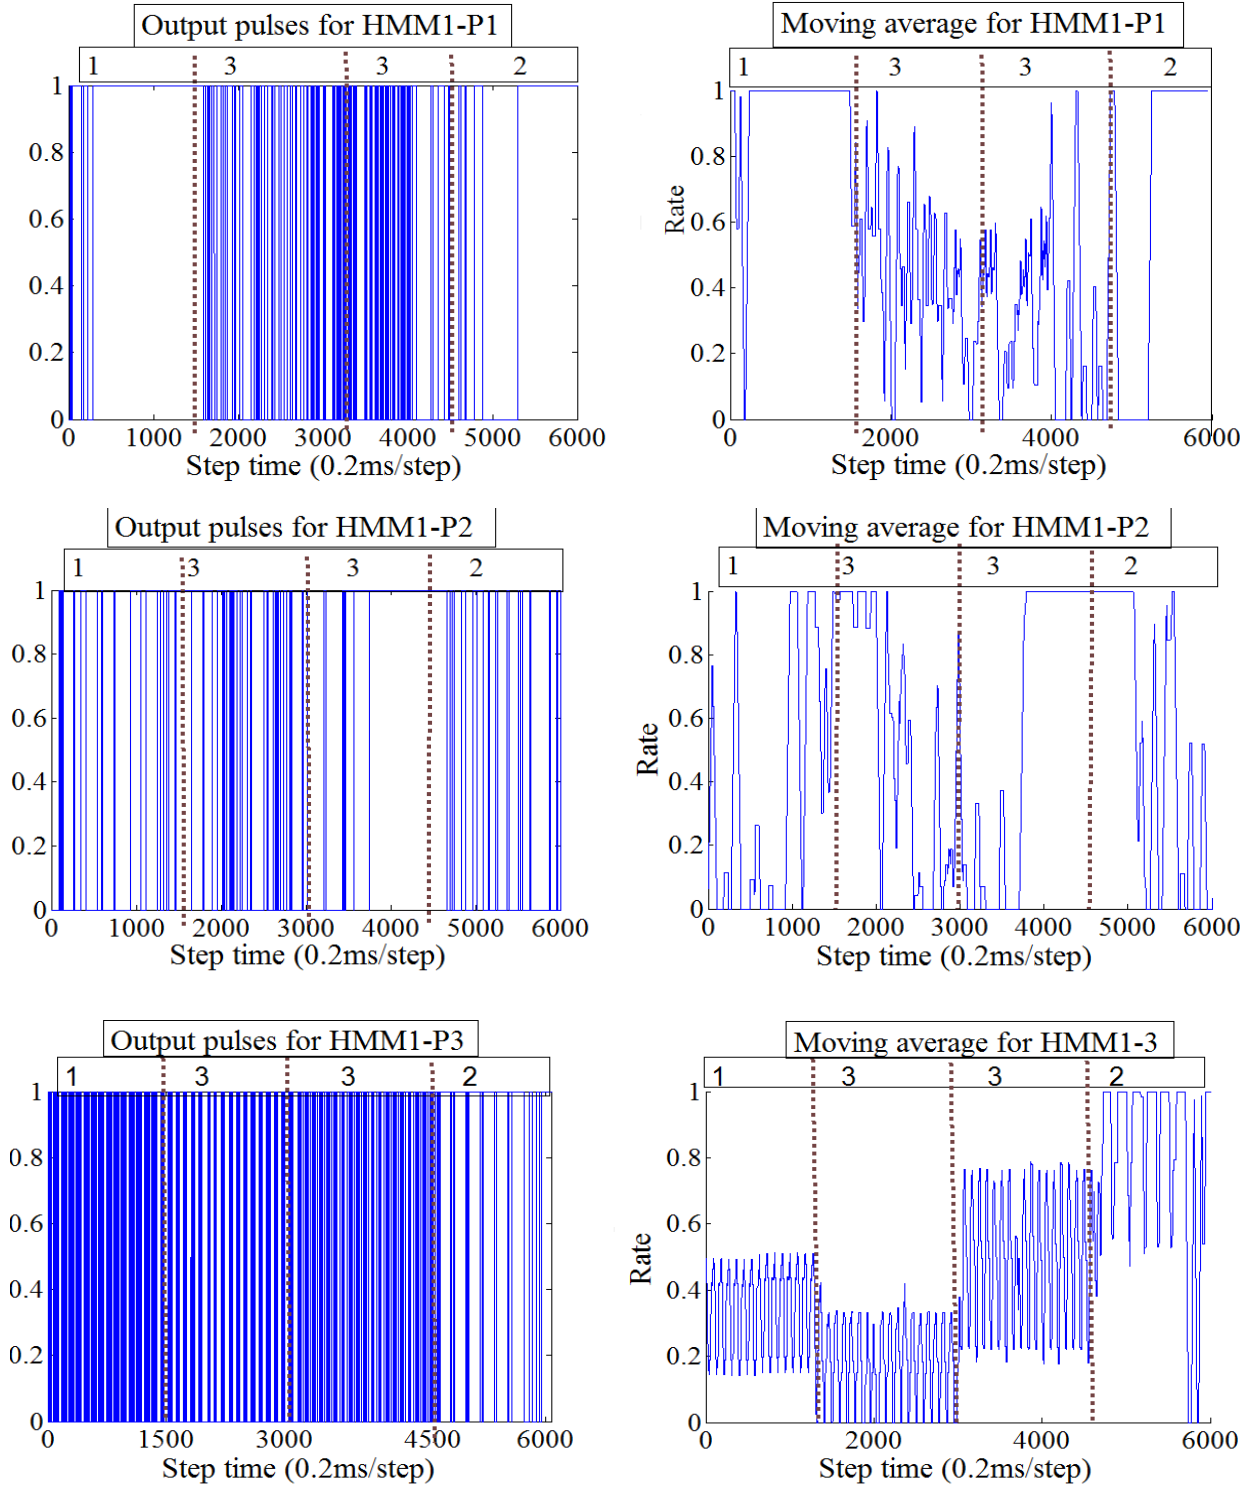 Output pulses for HMM1-P1
1 3 3 2
1
0.8
0.6
0.4
0.2
0
0 1000 2000 3000 4000 5000 6000
Step time (0.2ms/step)
Moving average for HMM1-P1
1 3 3 2
1
0.8
0.6
0.4
0.2
0
Rate
0 2000 4000 6000
Step time (0.2ms/step)
Output pulses for HMM1-P2
1 3 3 2
1
0.8
0.6
0.4
0.2
0
0 1000 2000 3000 4000 5000 6000
Step time (0.2ms/step)
Moving average for HMM1-P2
1 3 3 2
1
0.8
0.6
0.4
0.2
0
Rate
0 1000 2000 3000 4000 5000 6000
Step time (0.2ms/step)
Output pulses for HMM1-P3
1 3 3 2
1
0.8
0.6
0.4
0.2
0
0 1500 3000 4500 6000
Step time (0.2ms/step)
Moving average for HMM1-3
1 3 3 2
1
0.8
0.6
0.4
0.2
0
Rate
0 2000 4000 6000
Step time (0.2ms/step)